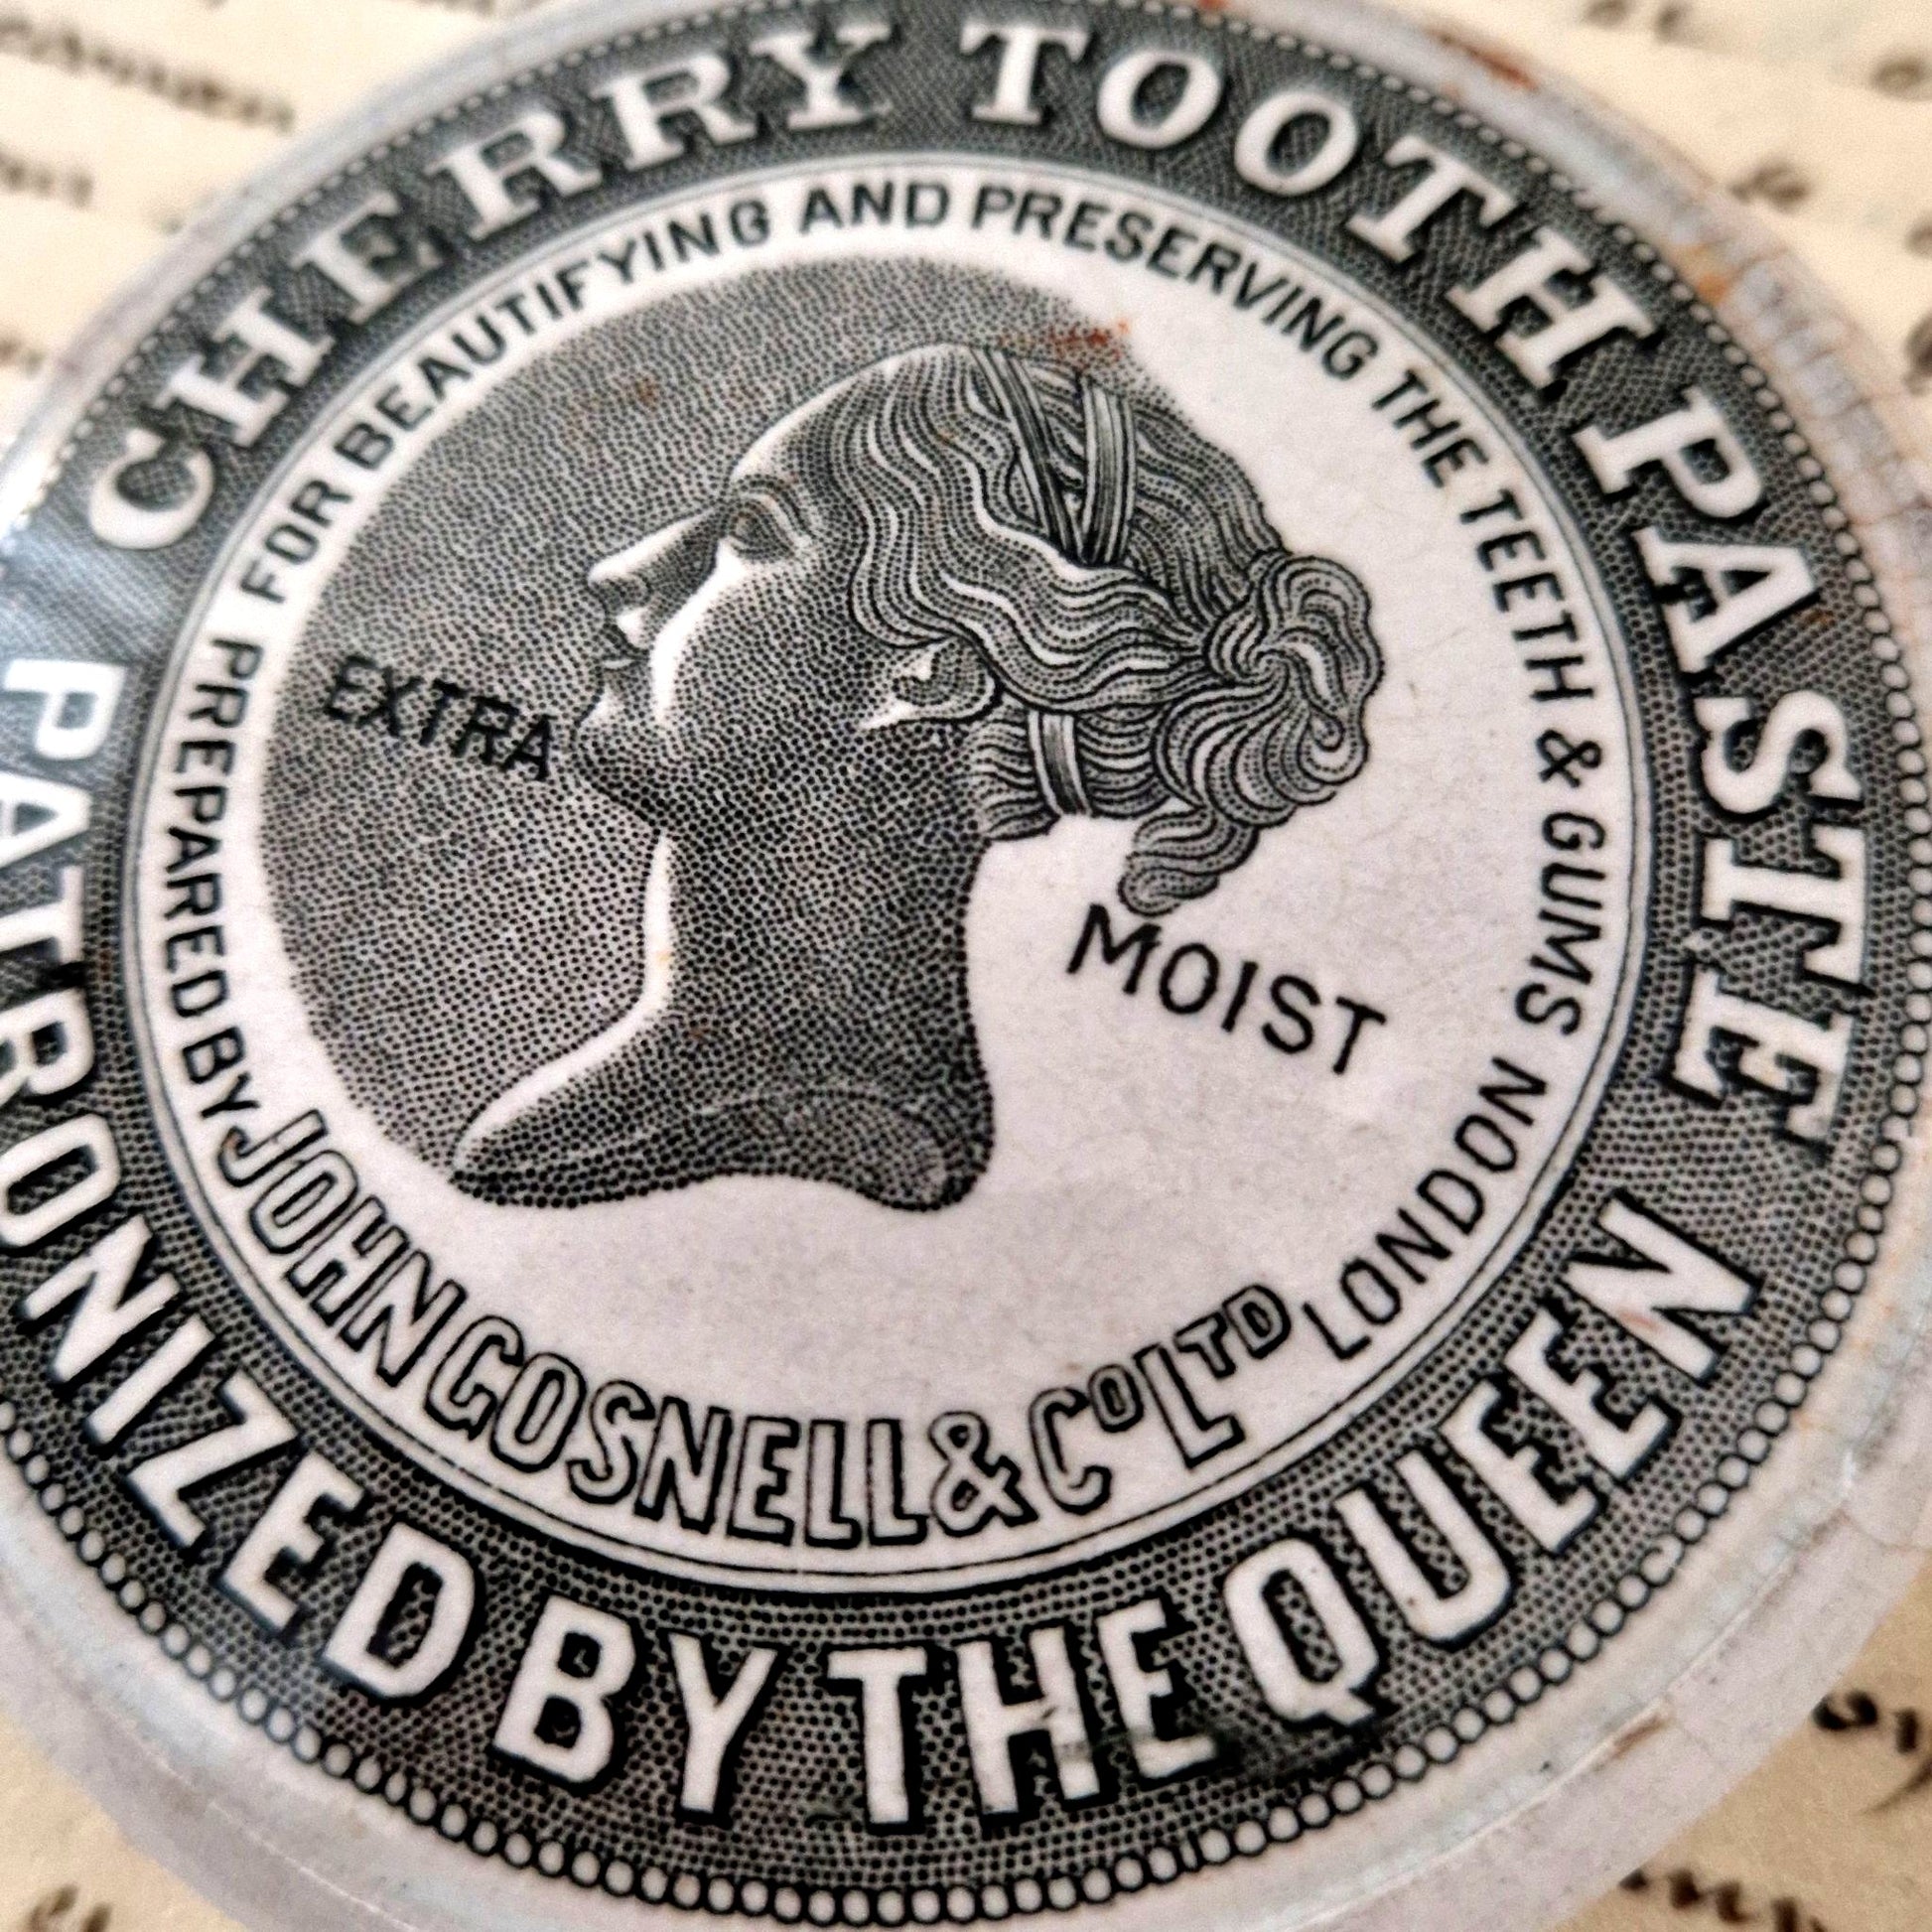 CHERRY TOOTH PASTE
PATRONIZED BY THE QUEEN
FOR BEAUTIFYING AND PRESERVING THE TEETH & GUMS
PREPARED BY JOHN GOSNELL & Co LTD LONDON
EXTRA
MOIST